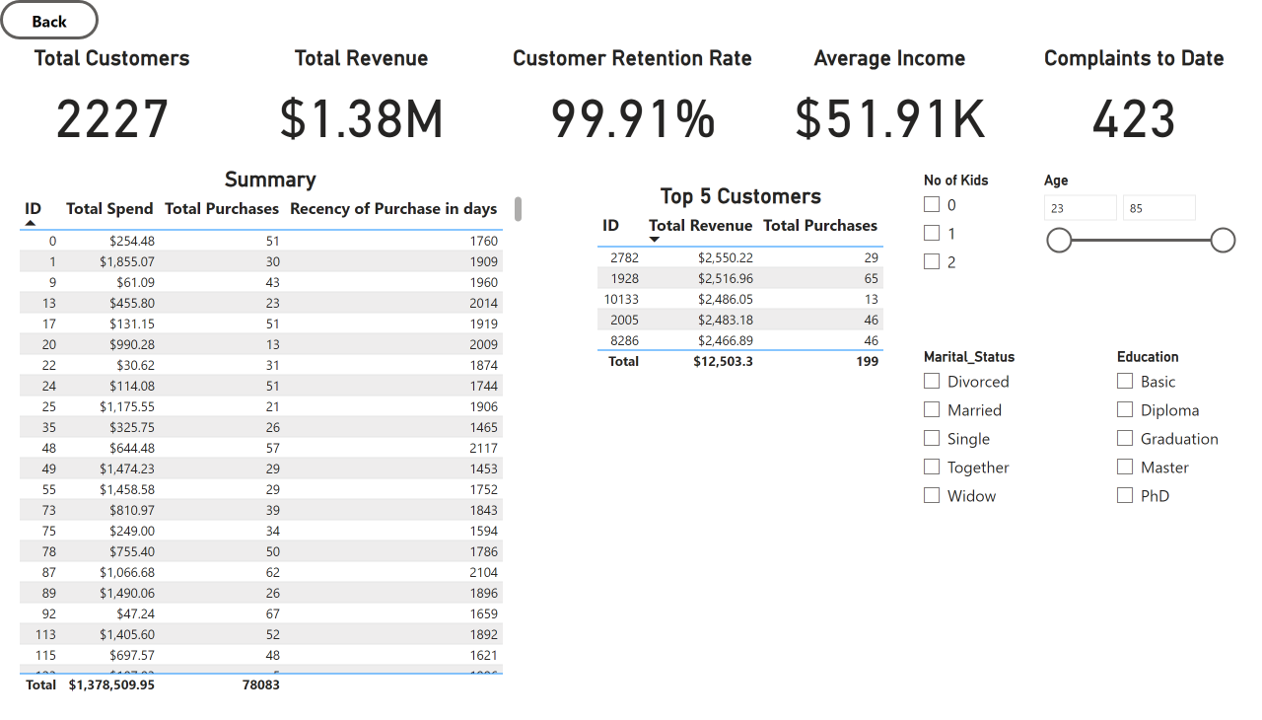 Back
Total Customers
2227
Total Revenue
$1.38M
Customer Retention Rate
99.91%
Average Income
$51.91K
Complaints to Date
423
Summary
ID Total Spend Total Purchases Recency of Purchase in days
0 $254.48 51 1760
1 $1,855.07 30 1909
9 $61.09 43 1960
13 $455.80 23 2014
17 $131.15 51 1919
20 $990.28 13 2009
22 $30.62 31 1874
24 $114.08 51 1744
25 $1,175.55 21 1906
35 $325.75 26 1465
48 $644.48 57 2117
49 $1,474.23 29 1453
55 $1,458.58 29 1752
73 $810.97 39 1843
75 $249.00 34 1594
78 $755.40 50 1786
87 $1,066.68 62 2104
89 $1,490.06 26 1896
92 $47.24 67 1659
113 $1,405.60 52 1892
115 $697.57 48 1621
Total $1,378,509.95 78083
Top 5 Customers
ID Total Revenue Total Purchases
2782 $2,550.22 29
1928 $2,516.96 65
10133 $2,486.05 13
2005 $2,483.18 46
8286 $2,466.89 46
Total $12,503.3 199
No of Kids
0
1
2
Age
23 85
Marital_Status
Divorced
Married
Single
Together
Widow
Education
Basic
Diploma
Graduation
Master
PhD